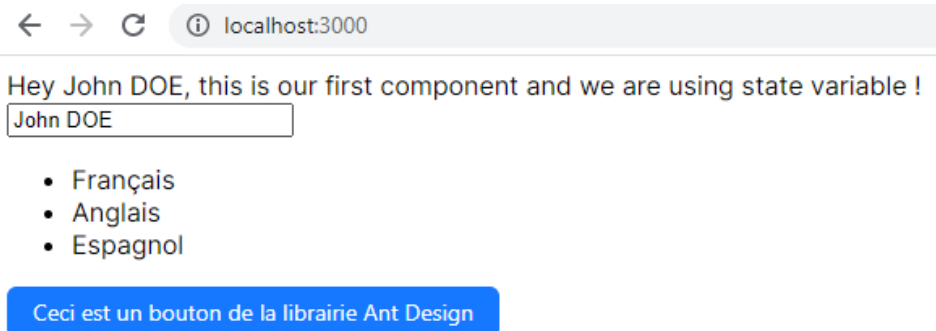 localhost:3000
Hey John DOE, this is our first component and we are using state variable !
John DOE
Français
Anglais
Espagnol
Ceci est un bouton de la librairie Ant Design